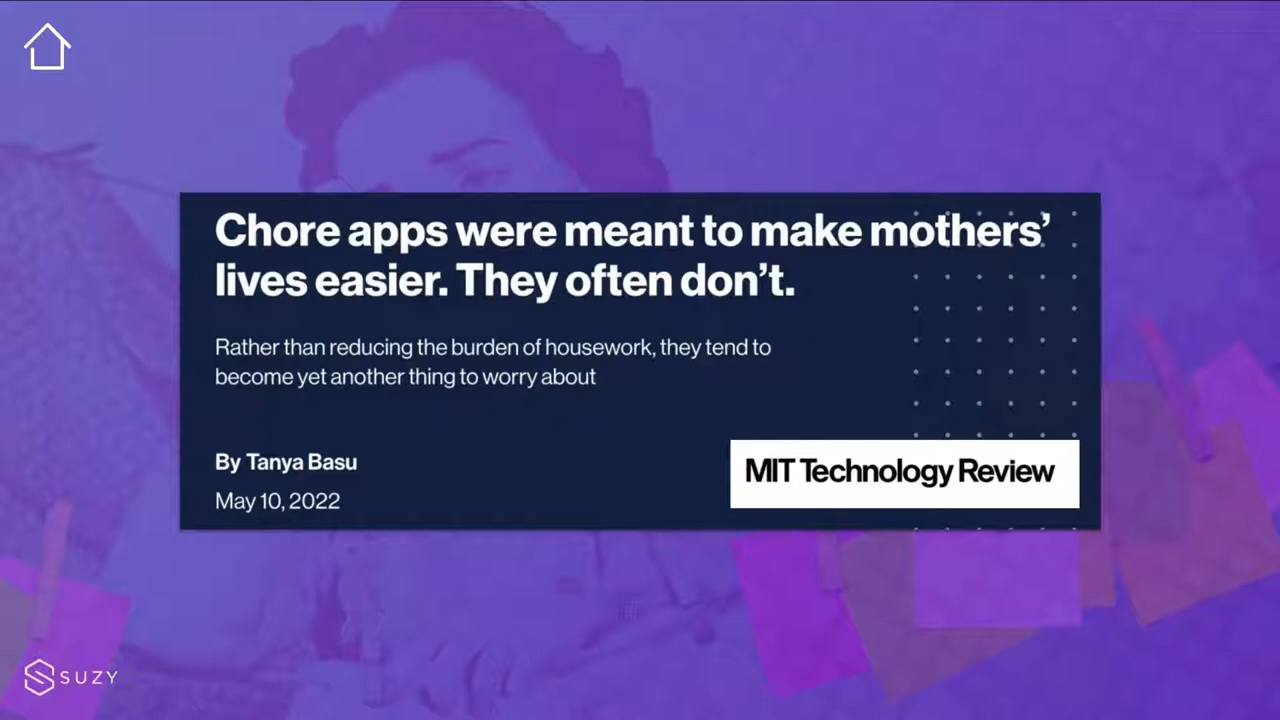 Chore apps were meant to make mothers’
lives easier. They often don’t.
Rather than reducing the burden of housework, they tend to
become yet another thing to worry about
By Tanya Basu
May 10, 2022
MIT Technology Review
SUZY